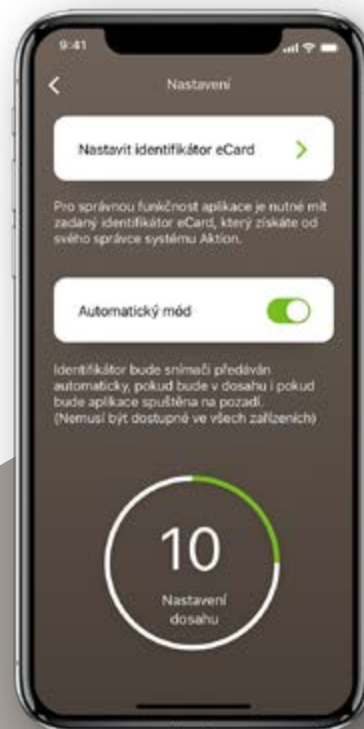 9:41
Nastavení
Nastavit identifikátor eCard
Pro správnou funkčnost aplikace je nutné mít
zadaný identifikátor eCard, který získáte od
svého správce systému Aktion.
Automatický mód
Identifikátor bude snímači předáván
automaticky, pokud bude v dosahu i pokud
bude aplikace spuštěna na pozadí.
(Nemusí být dostupné ve všech zařízeních)
10
Nastavení
dosahu